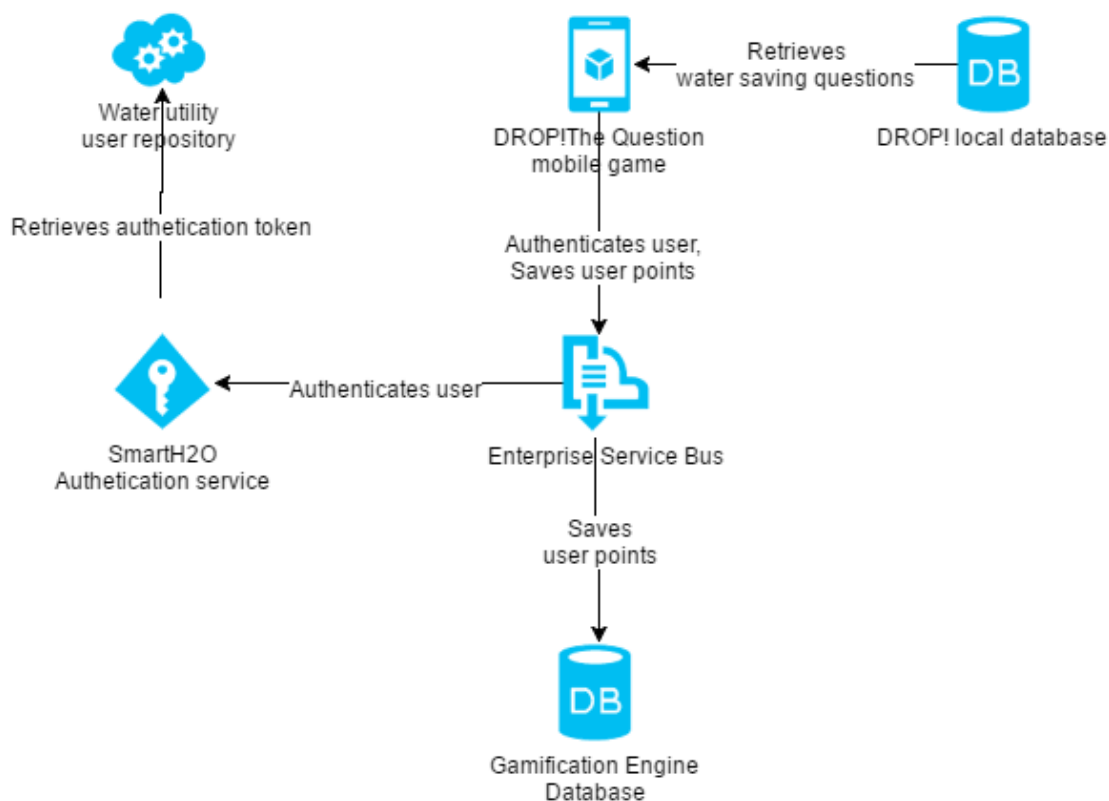 Water utility
user repository
Retrieves authetication token
SmartH2O
Authetication service
Authenticates user
DROP!The Question
mobile game
Retrieves
water saving questions
DB
DROP! local database
Authenticates user,
Saves user points
Enterprise Service Bus
Saves
user points
DB
Gamification Engine
Database